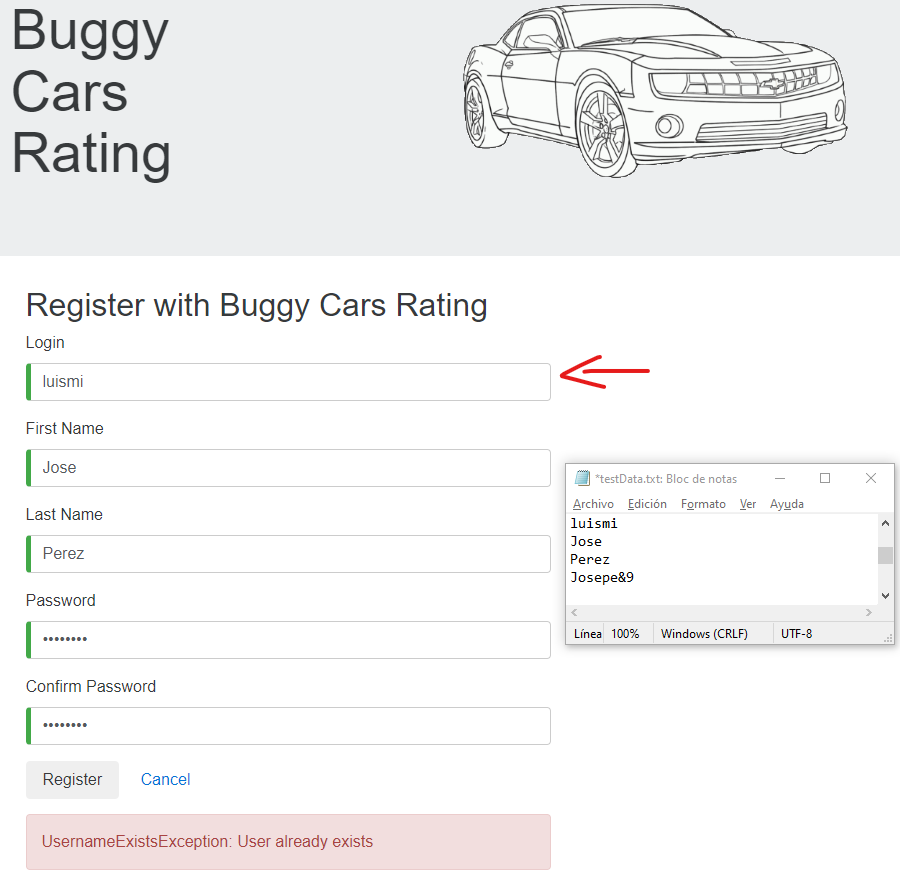 Buggy
Cars
Rating
Register with Buggy Cars Rating
Login
luismi
First Name
Jose
Last Name
Perez
Password
••••••••
Confirm Password
••••••••
Register Cancel
UsernameExistsException: User already exists
*testData.txt: Bloc de notas
Archivo Edición Formato Ver Ayuda
luismi
Jose
Perez
Josepe&9
Línea 100% Windows (CRLF) UTF-8